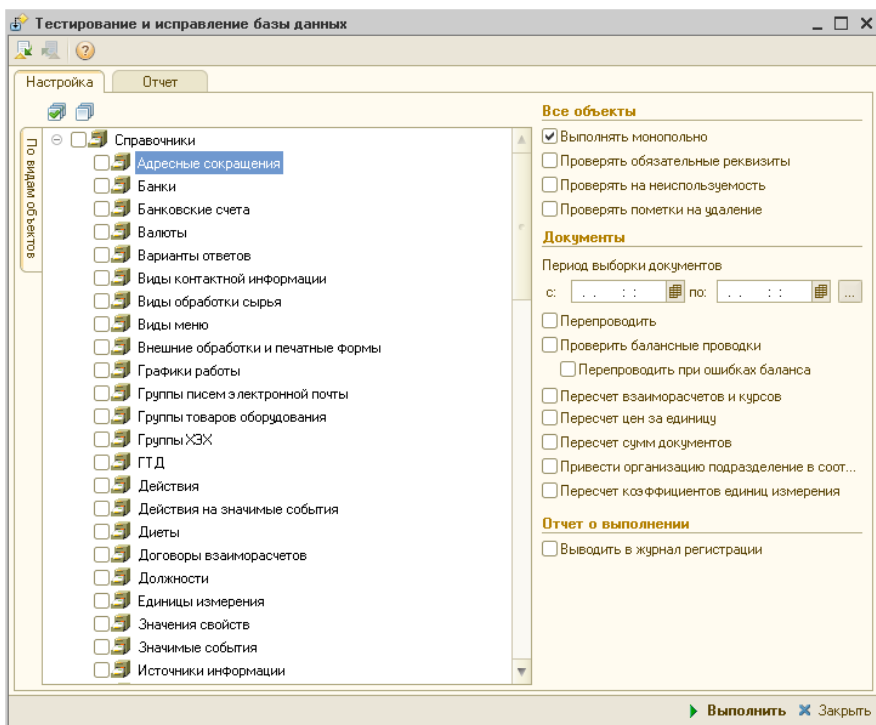 Тестирование и исправление базы данных
Настройка
Отчет
По видам объектов
Справочники
Адресные сокращения
Банки
Банковские счета
Валюты
Варианты ответов
Виды контактной информации
Виды обработки сырья
Виды меню
Внешние обработки и печатные формы
Графики работы
Группы писем электронной почты
Группы товаров оборудования
Группы ХЭХ
ГТД
Действия
Действия на значимые события
Диеты
Договоры взаиморасчетов
Должности
Единицы измерения
Значения свойств
Значимые события
Источники информации
Все объекты
Выполнять монопольно
Проверять обязательные реквизиты
Проверять на неиспользуемость
Проверять пометки на удаление
Документы
Период выборки документов
с: . . : : по: . . : : ...
Перепроводить
Проверить балансные проводки
Перепроводить при ошибках баланса
Пересчет взаиморасчетов и курсов
Пересчет цен за единицу
Пересчет сумм документов
Привести организацию подразделение в соот...
Пересчет коэффициентов единиц измерения
Отчет о выполнении
Выводить в журнал регистрации
Выполнить Закрыть